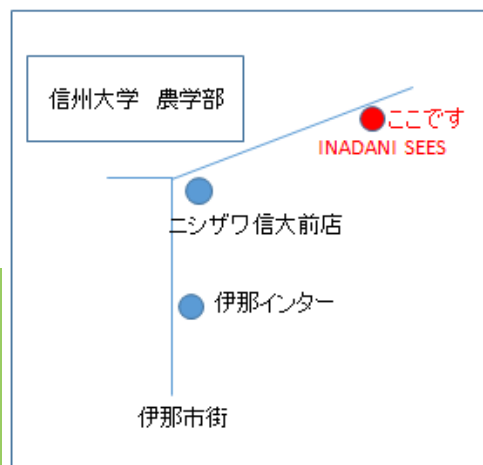 信州大学　農学部
ここです
INADANI SEES
ニシザワ信大前店
伊那インター
伊那市街